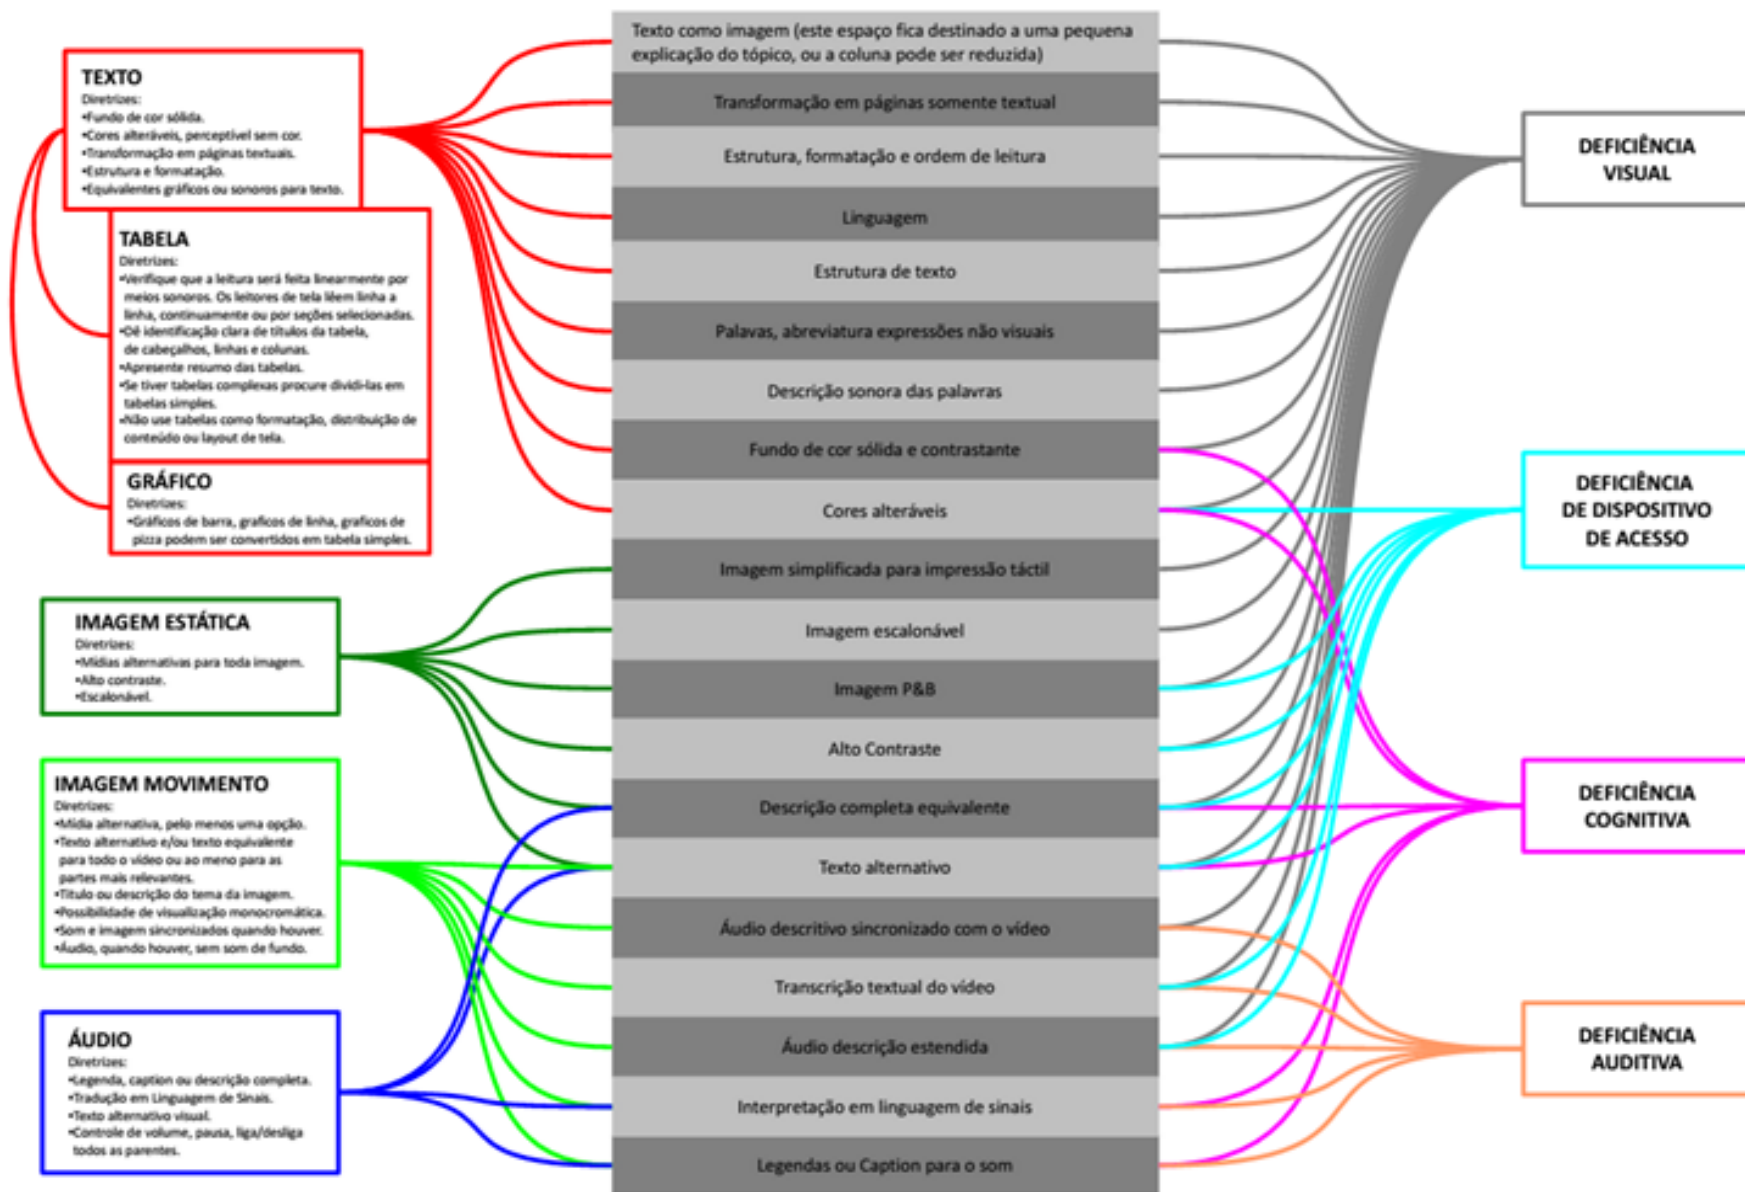 TEXTO
Diretrizes:
•Fundo de cor sólida.
•Cores alteráveis, perceptível sem cor.
•Transformação em páginas textuais.
•Estrutura e formatação.
•Equivalentes gráficos ou sonoros para texto.
TABELA
Diretrizes:
•Verifique que a leitura será feita linearmente por
meios sonoros. Os leitores de tela lêem linha a
linha, continuamente ou por seções selecionadas.
•Dê identificação clara de títulos da tabela,
de cabeçalhos, linhas e colunas.
•Apresente resumo das tabelas.
•Se tiver tabelas complexas procure dividi-las em
tabelas simples.
•Não use tabelas como formatação, distribuição de
conteúdo ou layout de tela.
GRÁFICO
Diretrizes:
•Gráficos de barra, graficos de linha, graficos de
pizza podem ser convertidos em tabela simples.
IMAGEM ESTÁTICA
Diretrizes:
•Mídias alternativas para toda imagem.
•Alto contraste.
•Escalonável.
IMAGEM MOVIMENTO
Diretrizes:
•Mídia alternativa, pelo menos uma opção.
•Texto alternativo e/ou texto equivalente
para todo o vídeo ou ao meno para as
partes mais relevantes.
•Titulo ou descrição do tema da imagem.
•Possibilidade de visualização monocromática.
•Som e imagem sincronizados quando houver.
•Áudio, quando houver, sem som de fundo.
ÁUDIO
Diretrizes:
•Legenda, caption ou descrição completa.
•Tradução em Linguagem de Sinais.
•Texto alternativo visual.
•Controle de volume, pausa, liga/desliga
todos as parentes.
Texto como imagem (este espaço fica destinado a uma pequena
explicação do tópico, ou a coluna pode ser reduzida)
Transformação em páginas somente textual
Estrutura, formatação e ordem de leitura
Linguagem
Estrutura de texto
Palavas, abreviatura expressões não visuais
Descrição sonora das palavras
Fundo de cor sólida e contrastante
Cores alteráveis
Imagem simplificada para impressão táctil
Imagem escalonável
Imagem P&B
Alto Contraste
Descrição completa equivalente
Texto alternativo
Áudio descritivo sincronizado com o vídeo
Transcrição textual do vídeo
Áudio descrição estendida
Interpretação em linguagem de sinais
Legendas ou Caption para o som
DEFICIÊNCIA
VISUAL
DEFICIÊNCIA
DE DISPOSITIVO
DE ACESSO
DEFICIÊNCIA
COGNITIVA
DEFICIÊNCIA
AUDITIVA